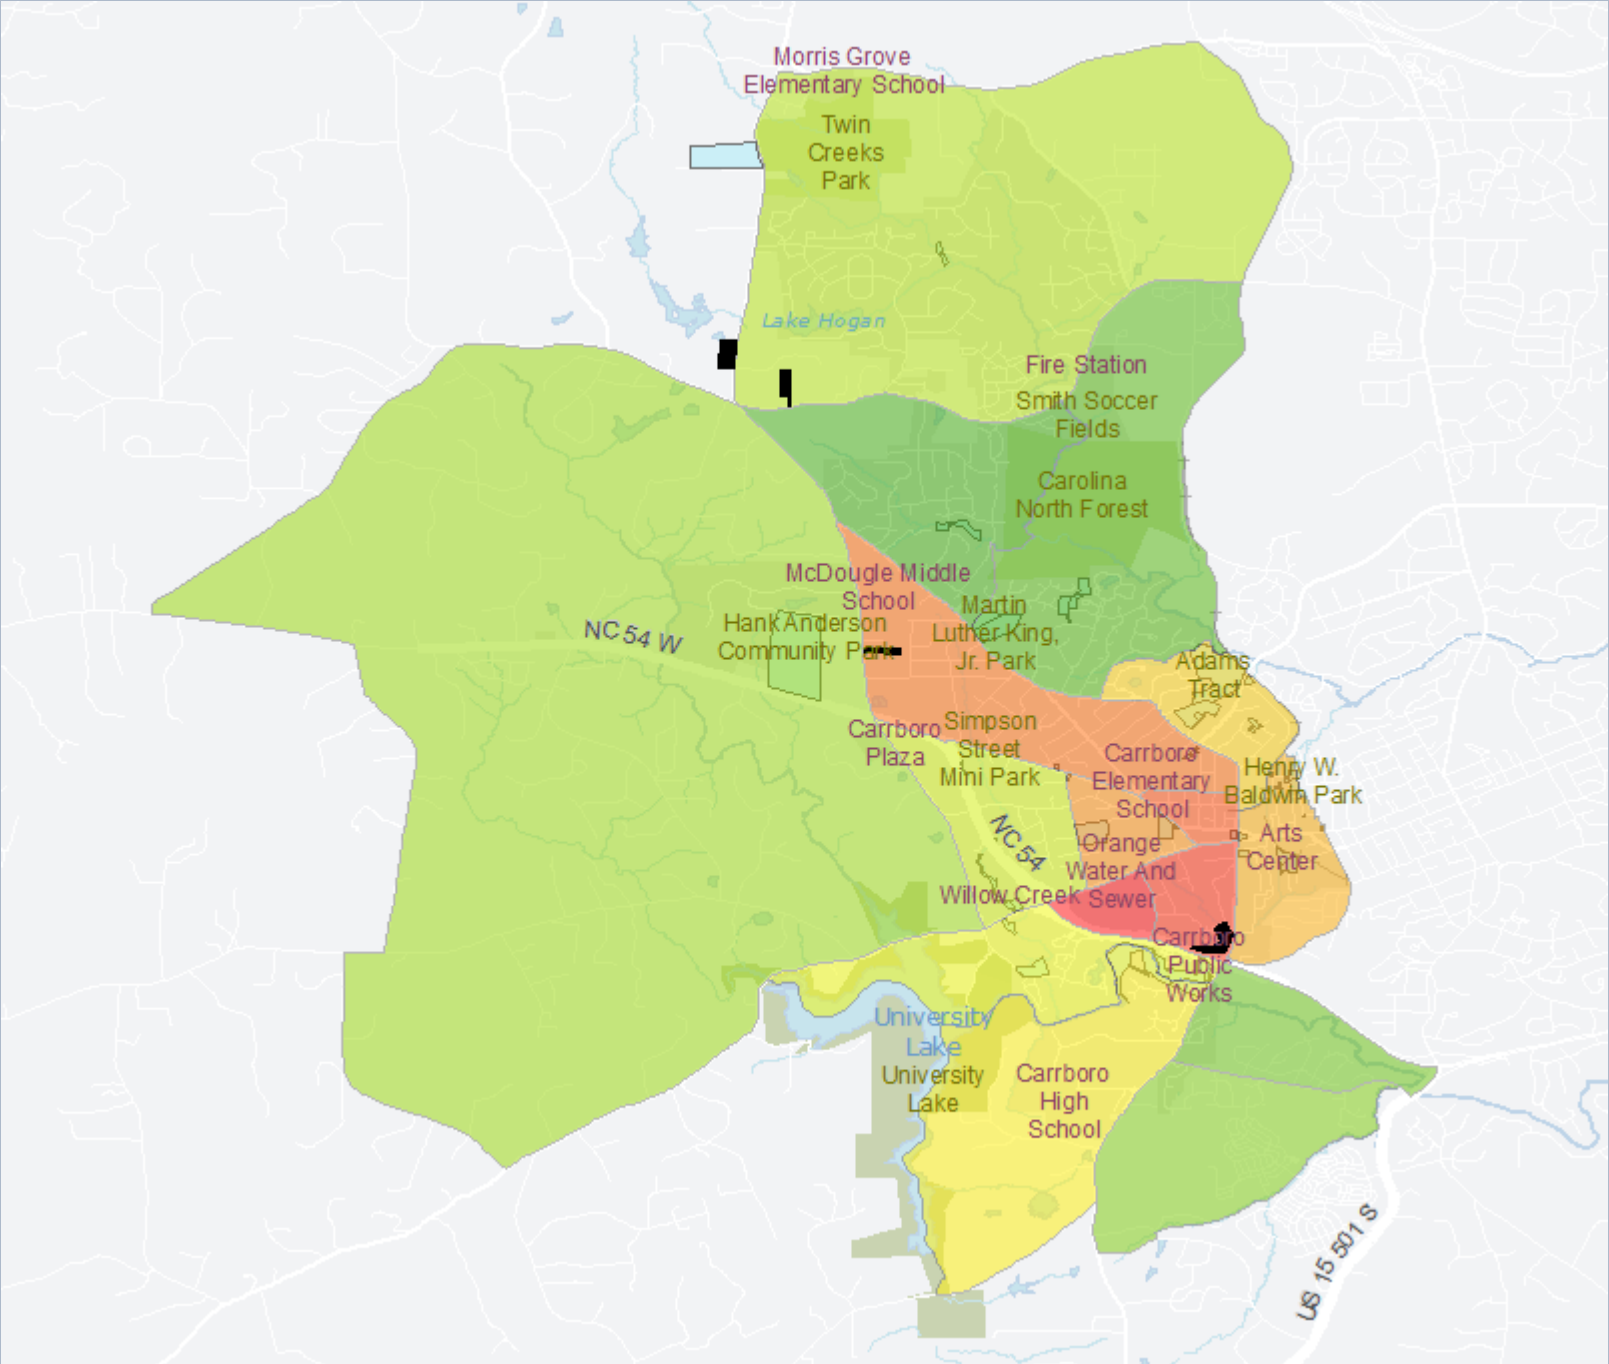 Morris Grove
Elementary School
Twin
Creeks
Park
Lake Hogan
Fire Station
Smith Soccer
Fields
Carolina
North Forest
McDougle Middle
School
Hank Anderson
Community Park
NC 54 W
Martin
Luther King,
Jr. Park
Adams
Tract
Carrboro
Plaza
Simpson
Street
Mini Park
Carrboro
Elementary
School
Henry W.
Baldwin Park
NC 54
Orange
Water And
Sewer
Arts
Center
Willow Creek
Carrboro
Public
Works
University
Lake
University
Lake
Carrboro
High
School
US 15 501 S